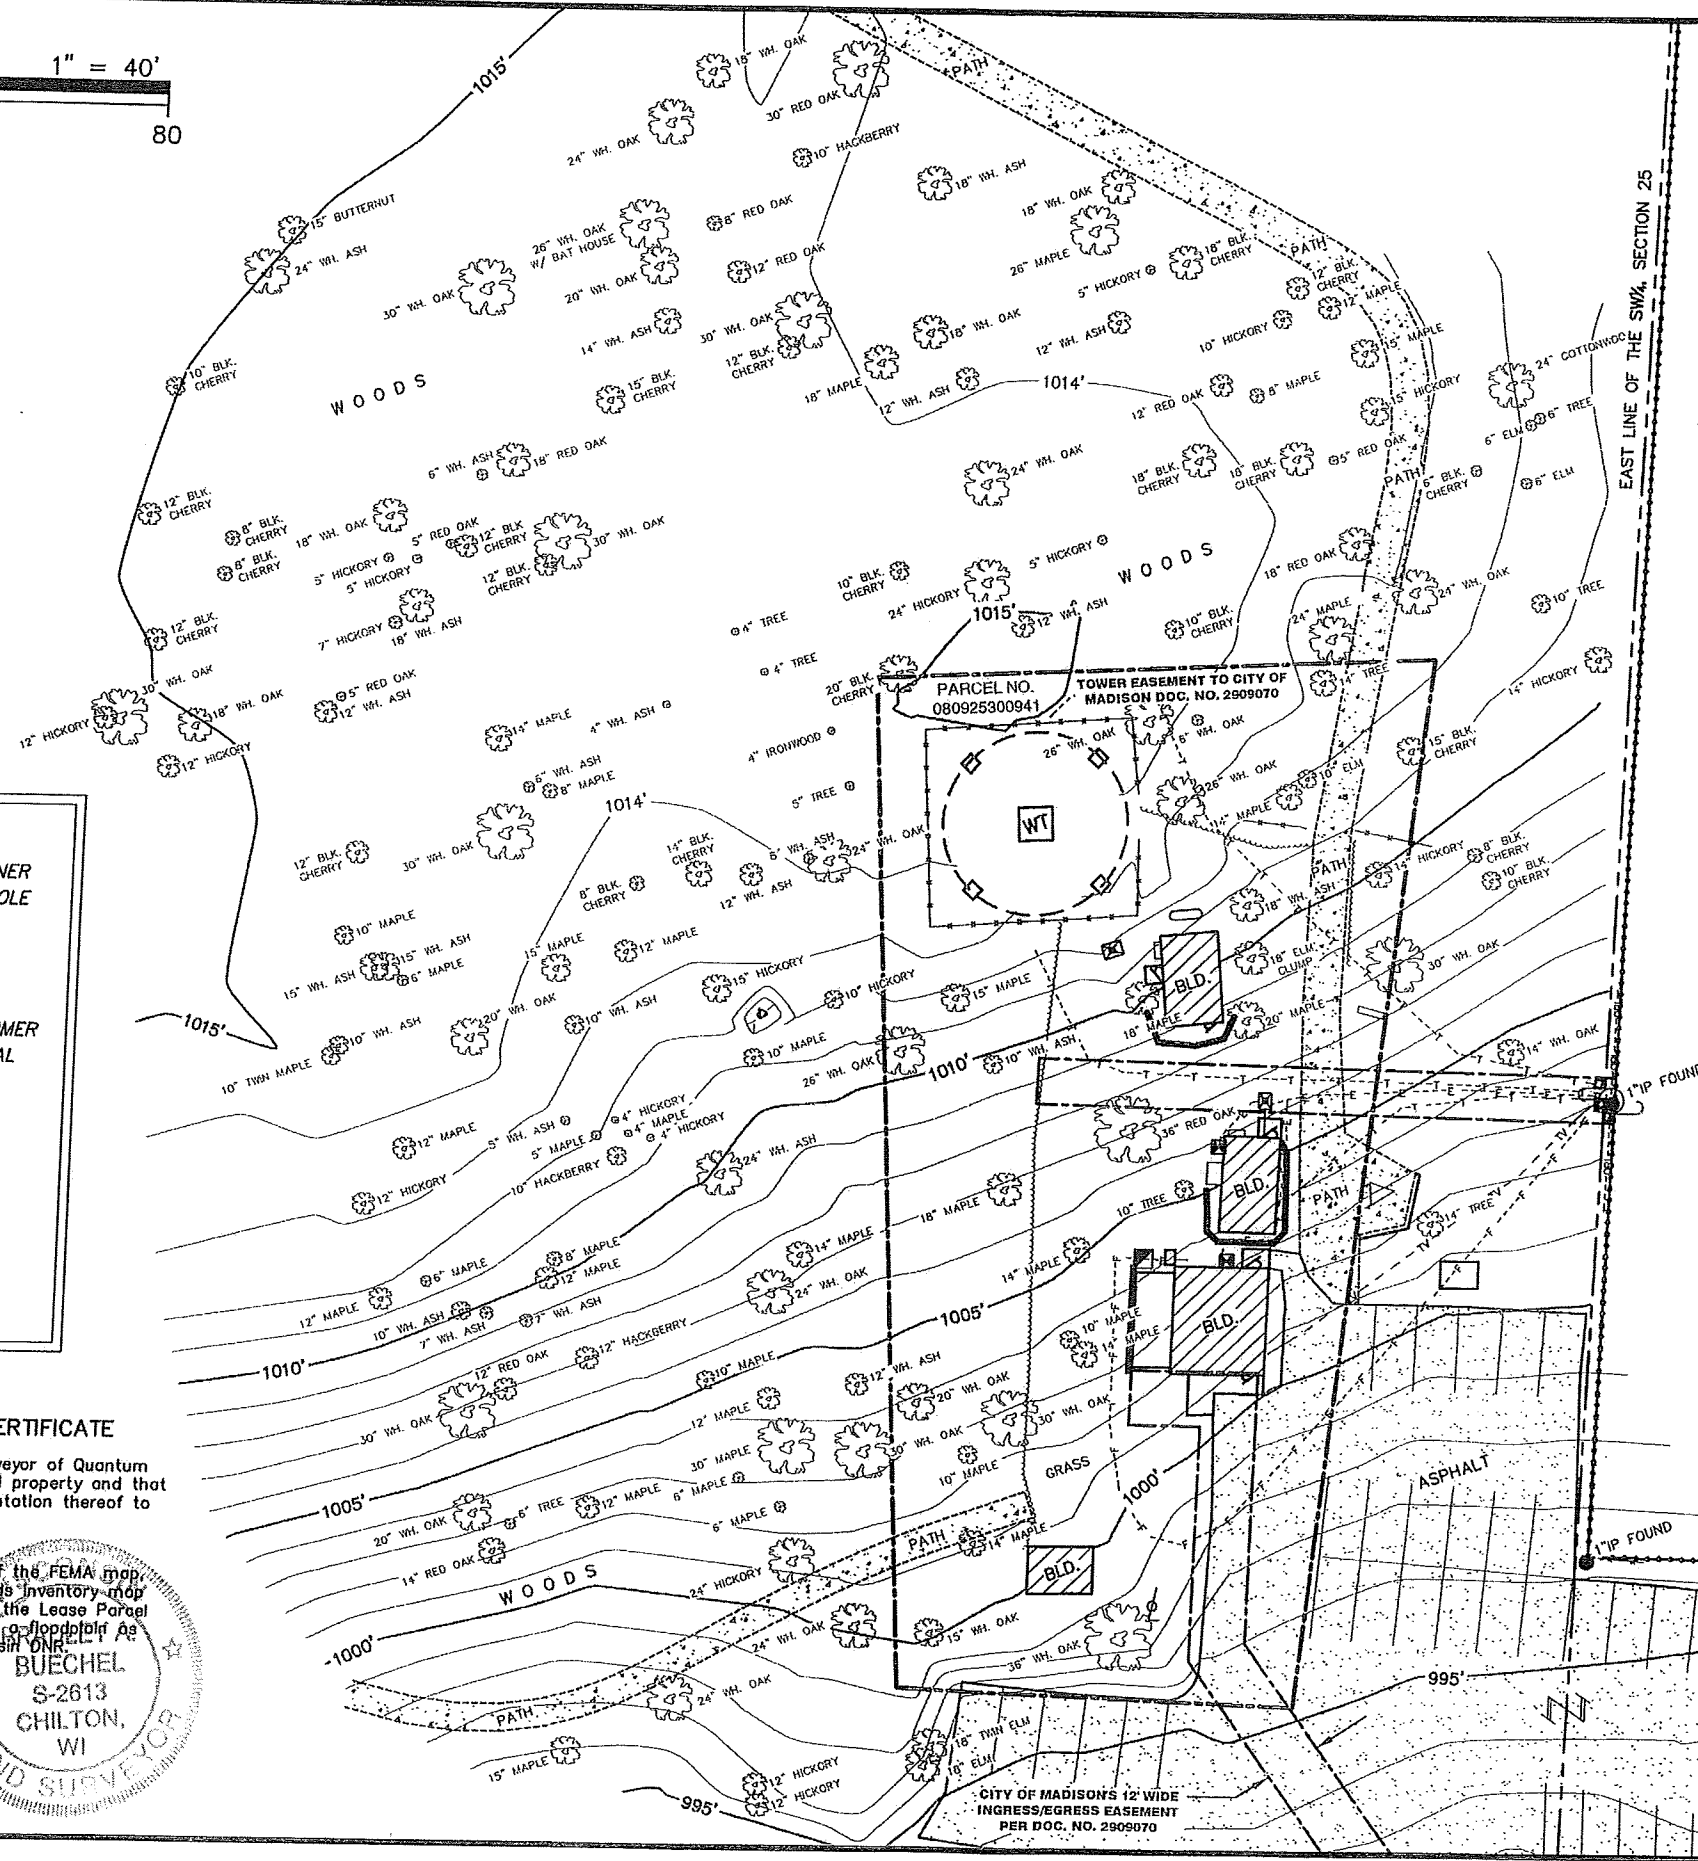 1" = 40'
80
1015'
PATH
18" WH. OAK
30" RED OAK
24" WH. OAK
10" HACKBERRY
18" WH. ASH
18" WH. OAK
15" BUTTERNUT
24" WH. ASH
26" WH. OAK
W/ BAT HOUSE
8" RED OAK
26" MAPLE
18" BLK.
CHERRY
PATH
EAST LINE OF THE SW¼, SECTION 25
30" WH. OAK
20" WH. OAK
12" RED OAK
5" HICKORY
12" BLK.
CHERRY
12" MAPLE
14" WH. ASH
30" WH. OAK
18" WH. OAK
12" WH. ASH
10" HICKORY
15" MAPLE
24" COTTONWOOD
10" BLK.
CHERRY
WOODS
15" BLK.
CHERRY
12" BLK.
CHERRY
18" MAPLE
12" WH. ASH
1014'
12" RED OAK
8" MAPLE
15" HICKORY
6" TREE
6" ELM
6" WH. ASH
18" RED OAK
24" WH. OAK
18" BLK.
CHERRY
18" BLK.
CHERRY
5" RED OAK
PATH
6" BLK.
CHERRY
6" ELM
12" BLK.
CHERRY
8" BLK.
CHERRY
18" WH. OAK
5" RED OAK
12" BLK
CHERRY
30" WH. OAK
8" BLK.
CHERRY
5" HICKORY
5" HICKORY
12" BLK.
CHERRY
10" BLK.
CHERRY
24" HICKORY
5" HICKORY
WOODS
18" RED OAK
24" WH. OAK
10" TREE
12" BLK.
CHERRY
7" HICKORY
18" WH. ASH
4" TREE
1015'
12" WH. ASH
10" BLK.
CHERRY
24" MAPLE
4" TREE
20" BLK.
CHERRY
PARCEL NO.
080925300941
TOWER EASEMENT TO CITY OF
MADISON DOC. NO. 2909070
14" TREE
14" HICKORY
30" WH. OAK
18" WH. OAK
5" RED OAK
12" WH. ASH
12" HICKORY
12" HICKORY
14" MAPLE
4" WH. ASH
4" IRONWOOD
26" WH. OAK
6" WH. OAK
15" BLK.
CHERRY
6" WH. ASH
8" MAPLE
5" TREE
26" WH. OAK
10" ELM
14" MAPLE
1014'
WT
12" BLK.
CHERRY
30" WH. OAK
14" BLK.
CHERRY
6" WH. ASH
24" WH. OAK
8" BLK.
CHERRY
12" WH. ASH
PATH
14" HICKORY
8" BLK.
CHERRY
10" BLK.
CHERRY
18" WH. ASH
NER
OLE
10" MAPLE
15" WH. ASH
15" WH. ASH
6" MAPLE
15" MAPLE
12" MAPLE
15" HICKORY
10" HICKORY
15" MAPLE
BLD.
18" ELM
CLUMP
30" WH. OAK
1015'
OMER
AL
10" WH. ASH
10" TWIN MAPLE
20" WH. OAK
10" WH. ASH
10" MAPLE
26" WH. OAK
1010'
10" WH. ASH
18" MAPLE
20" MAPLE
14" WH. OAK
1"IP FOUND
12" MAPLE
5" WH. ASH
4" HICKORY
4" MAPLE
5" MAPLE
4" HICKORY
10" HACKBERRY
24" WH. ASH
36" RED OAK
12" HICKORY
18" MAPLE
10" TREE
BLD.
PATH
14" TREE
6" MAPLE
8" MAPLE
12" MAPLE
14" MAPLE
14" MAPLE
12" MAPLE
10" WH. ASH
7" WH. ASH
7" WH. ASH
24" WH. OAK
1005'
BLD.
10" MAPLE
14" MAPLE
12" HACKBERRY
1010'
12" RED OAK
10" MAPLE
12" WH. ASH
20" WH. OAK
30" WH. OAK
12" MAPLE
30" WH. OAK
30" WH. OAK
ERTIFICATE
veyor of Quantum
property and that
tation thereof to
30" MAPLE
10" MAPLE
GRASS
6" MAPLE
1000'
ASPHALT
1005'
6" TREE
12" MAPLE
20" WH. OAK
6" MAPLE
PATH
14" MAPLE
14" RED OAK
BLD.
1"IP FOUND
f the FEMA map,
ds inventory map
the Lease Parcel
a floodplain as
sin DNR.
BUECHEL
S-2613
CHILTON,
WI
ND SURVEYOR
WOODS
24" HICKORY
-1000'
24" WH. OAK
15" WH. OAK
36" WH. OAK
995'
24" WH. OAK
PATH
18" TWIN ELM
18" ELM
15" MAPLE
12" HICKORY
12" HICKORY
995'
CITY OF MADISON'S 12' WIDE
INGRESS/EGRESS EASEMENT
PER DOC. NO. 2909070